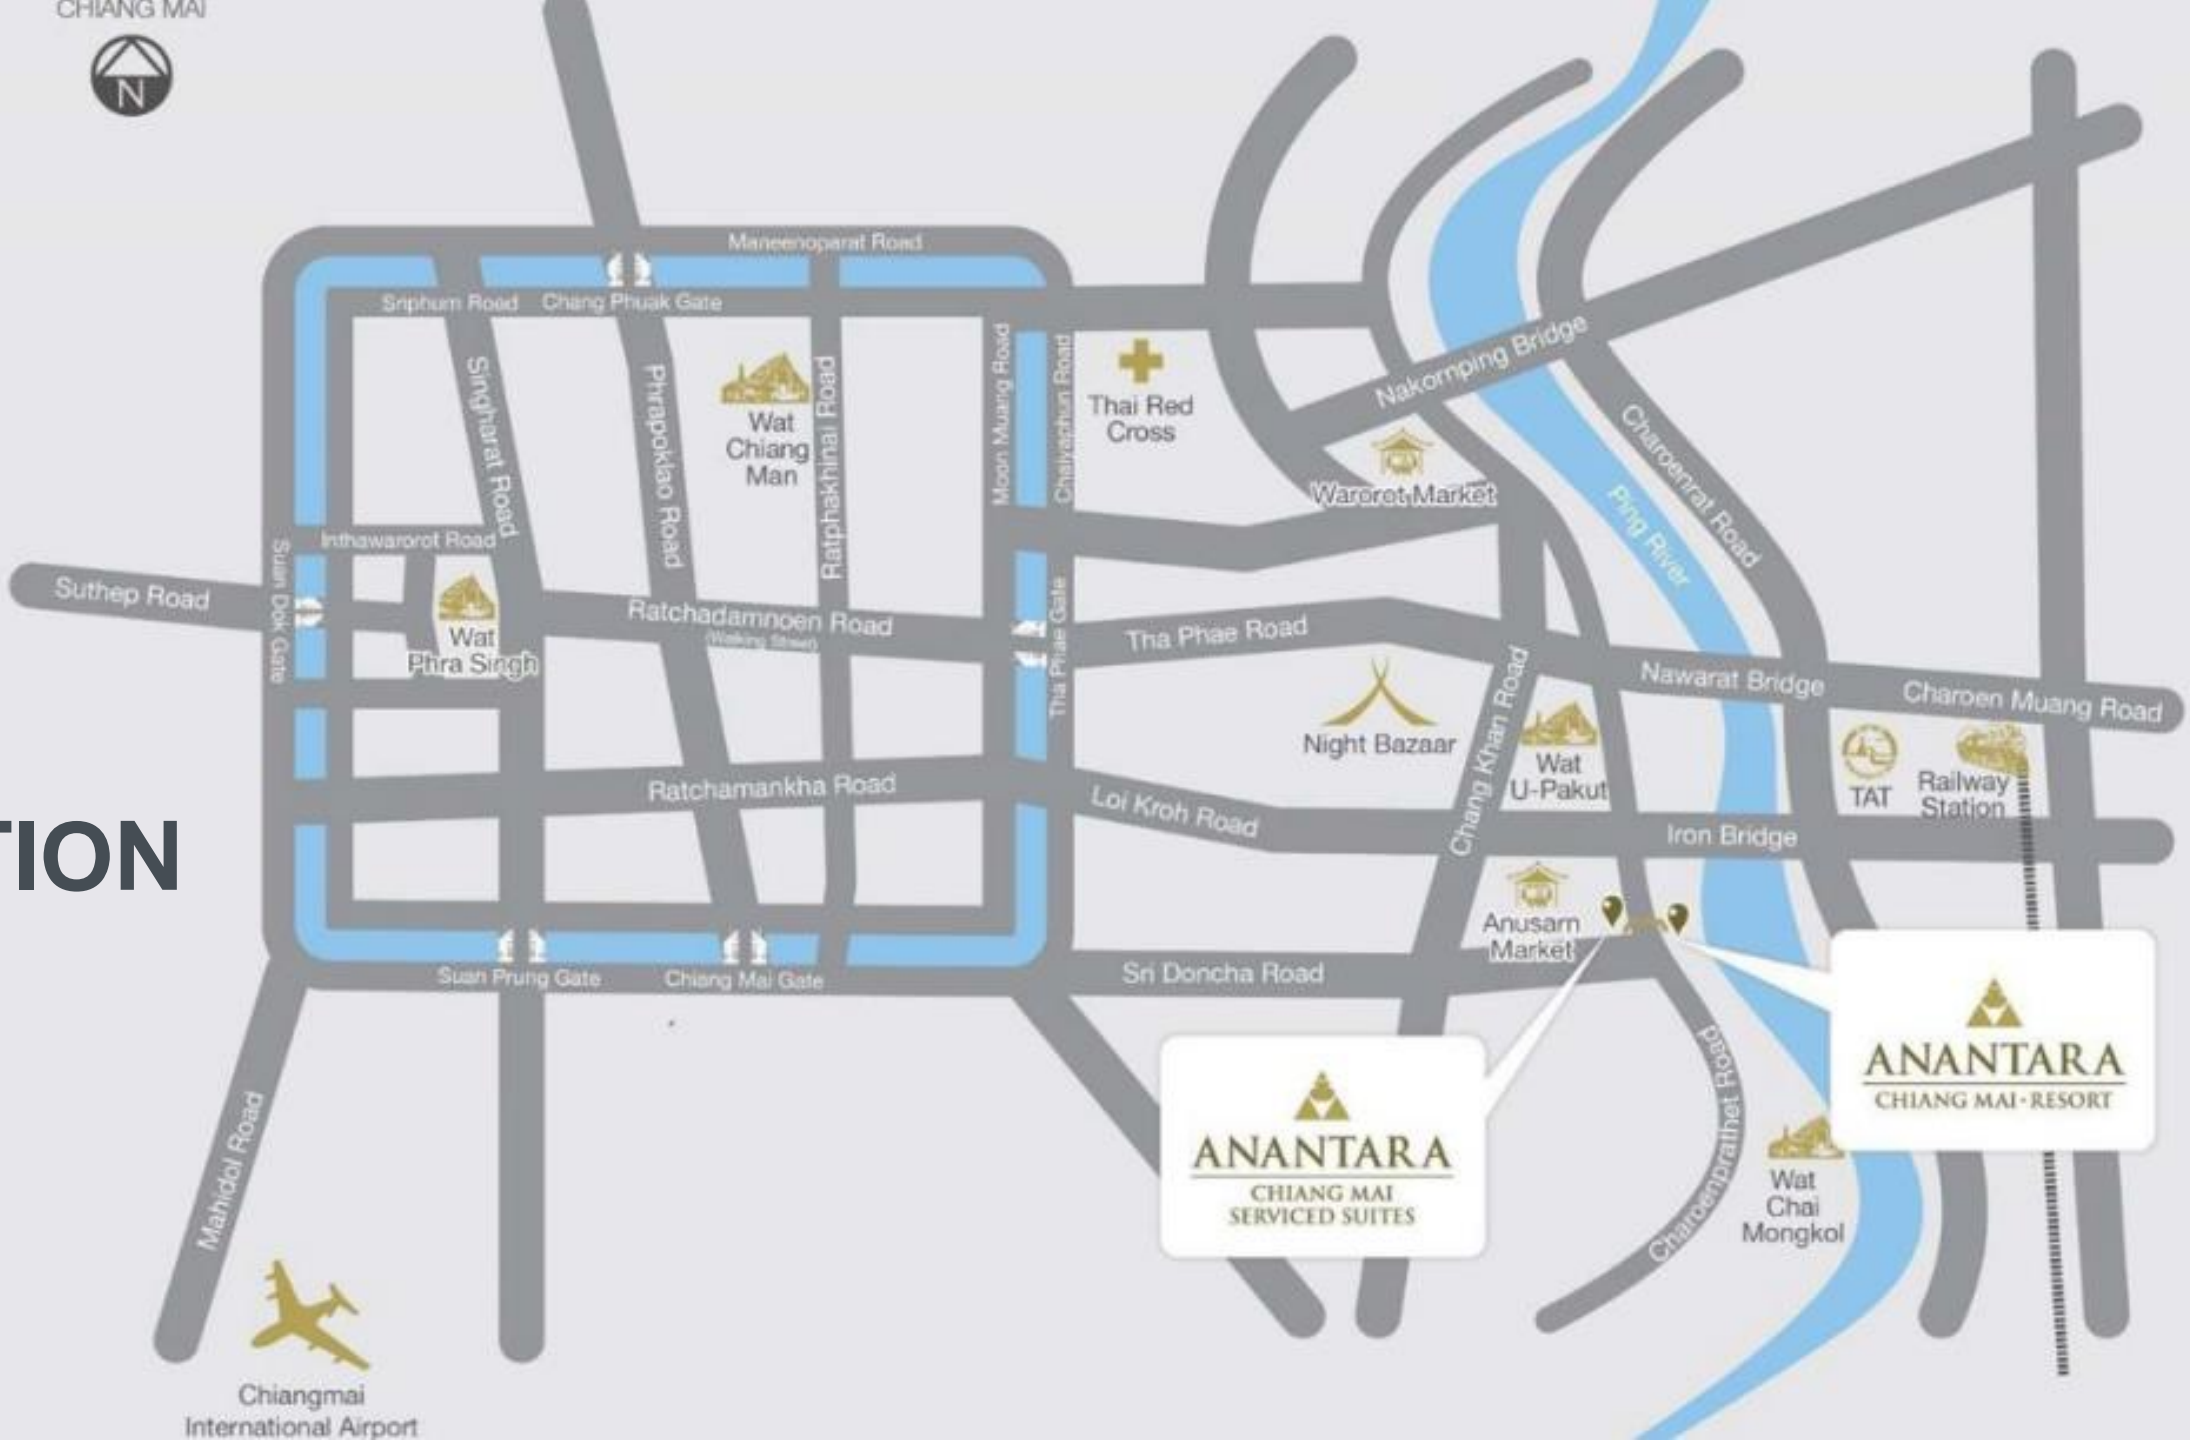 CHIANG MAI
N
Maneenoparat Road
Sriphum Road
Chang Phuak Gate
Singharat Road
Phrapoklao Road
Wat
Chiang
Man
Ratphakhinai Road
Moon Muang Road
Chaiyaphun Road
Thai Red
Cross
Nakornping Bridge
Waroret Market
Charoenrat Road
Ping River
Inthawarorot Road
Suthep Road
Suan Dok Gate
Wat
Phra Singh
Ratchadamnoen Road
(Walking Street)
Tha Phae Gate
Tha Phae Road
Nawarat Bridge
Charoen Muang Road
Night Bazaar
Chang Khan Road
Wat
U-Pakut
TAT
Railway
Station
Ratchamankha Road
Loi Kroh Road
Iron Bridge
TION
Anusarn
Market
Suan Prung Gate
Chiang Mai Gate
Sri Doncha Road
ANANTARA
CHIANG MAI·RESORT
ANANTARA
CHIANG MAI
SERVICED SUITES
Charoenprathet Road
Wat
Chai
Mongkol
Mahidol Road
Chiangmai
International Airport